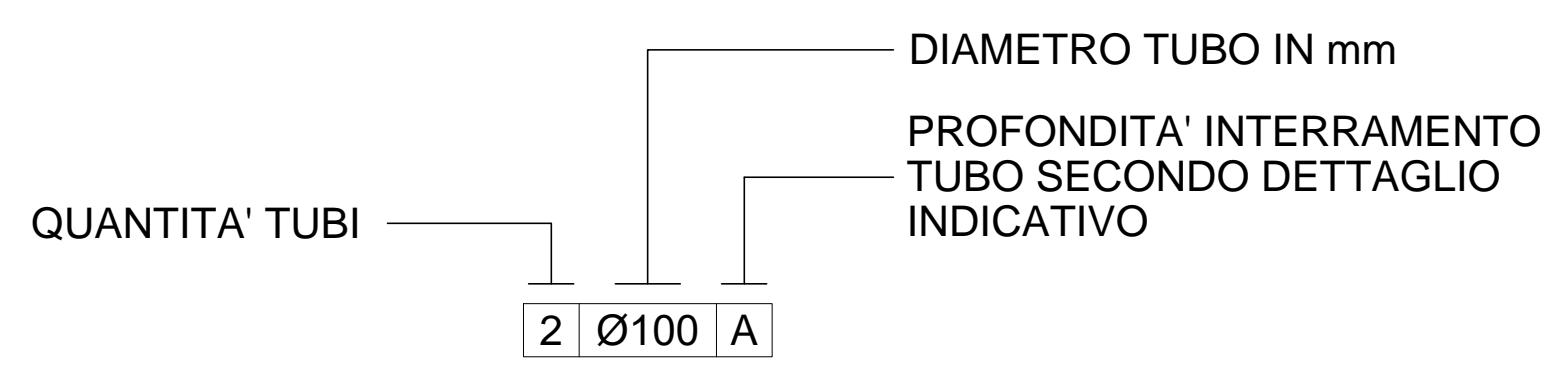 DIAMETRO TUBO IN mm
PROFONDITA' INTERRAMENTO
TUBO SECONDO DETTAGLIO
INDICATIVO
QUANTITA' TUBI
2 Ø100 A